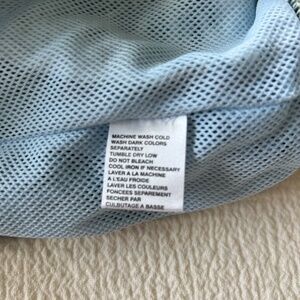 MACHINE WASH COLD
WASH DARK COLORS
SEPARATELY
TUMBLE DRY LOW
DO NOT BLEACH
COOL IRON IF NECESSARY
LAVER A LA MACHINE
A L'EAU FROIDE
LAVER LES COULEURS
FONCEES SEPAREMENT
SECHER PAR
CULBUTAGE A BASSE